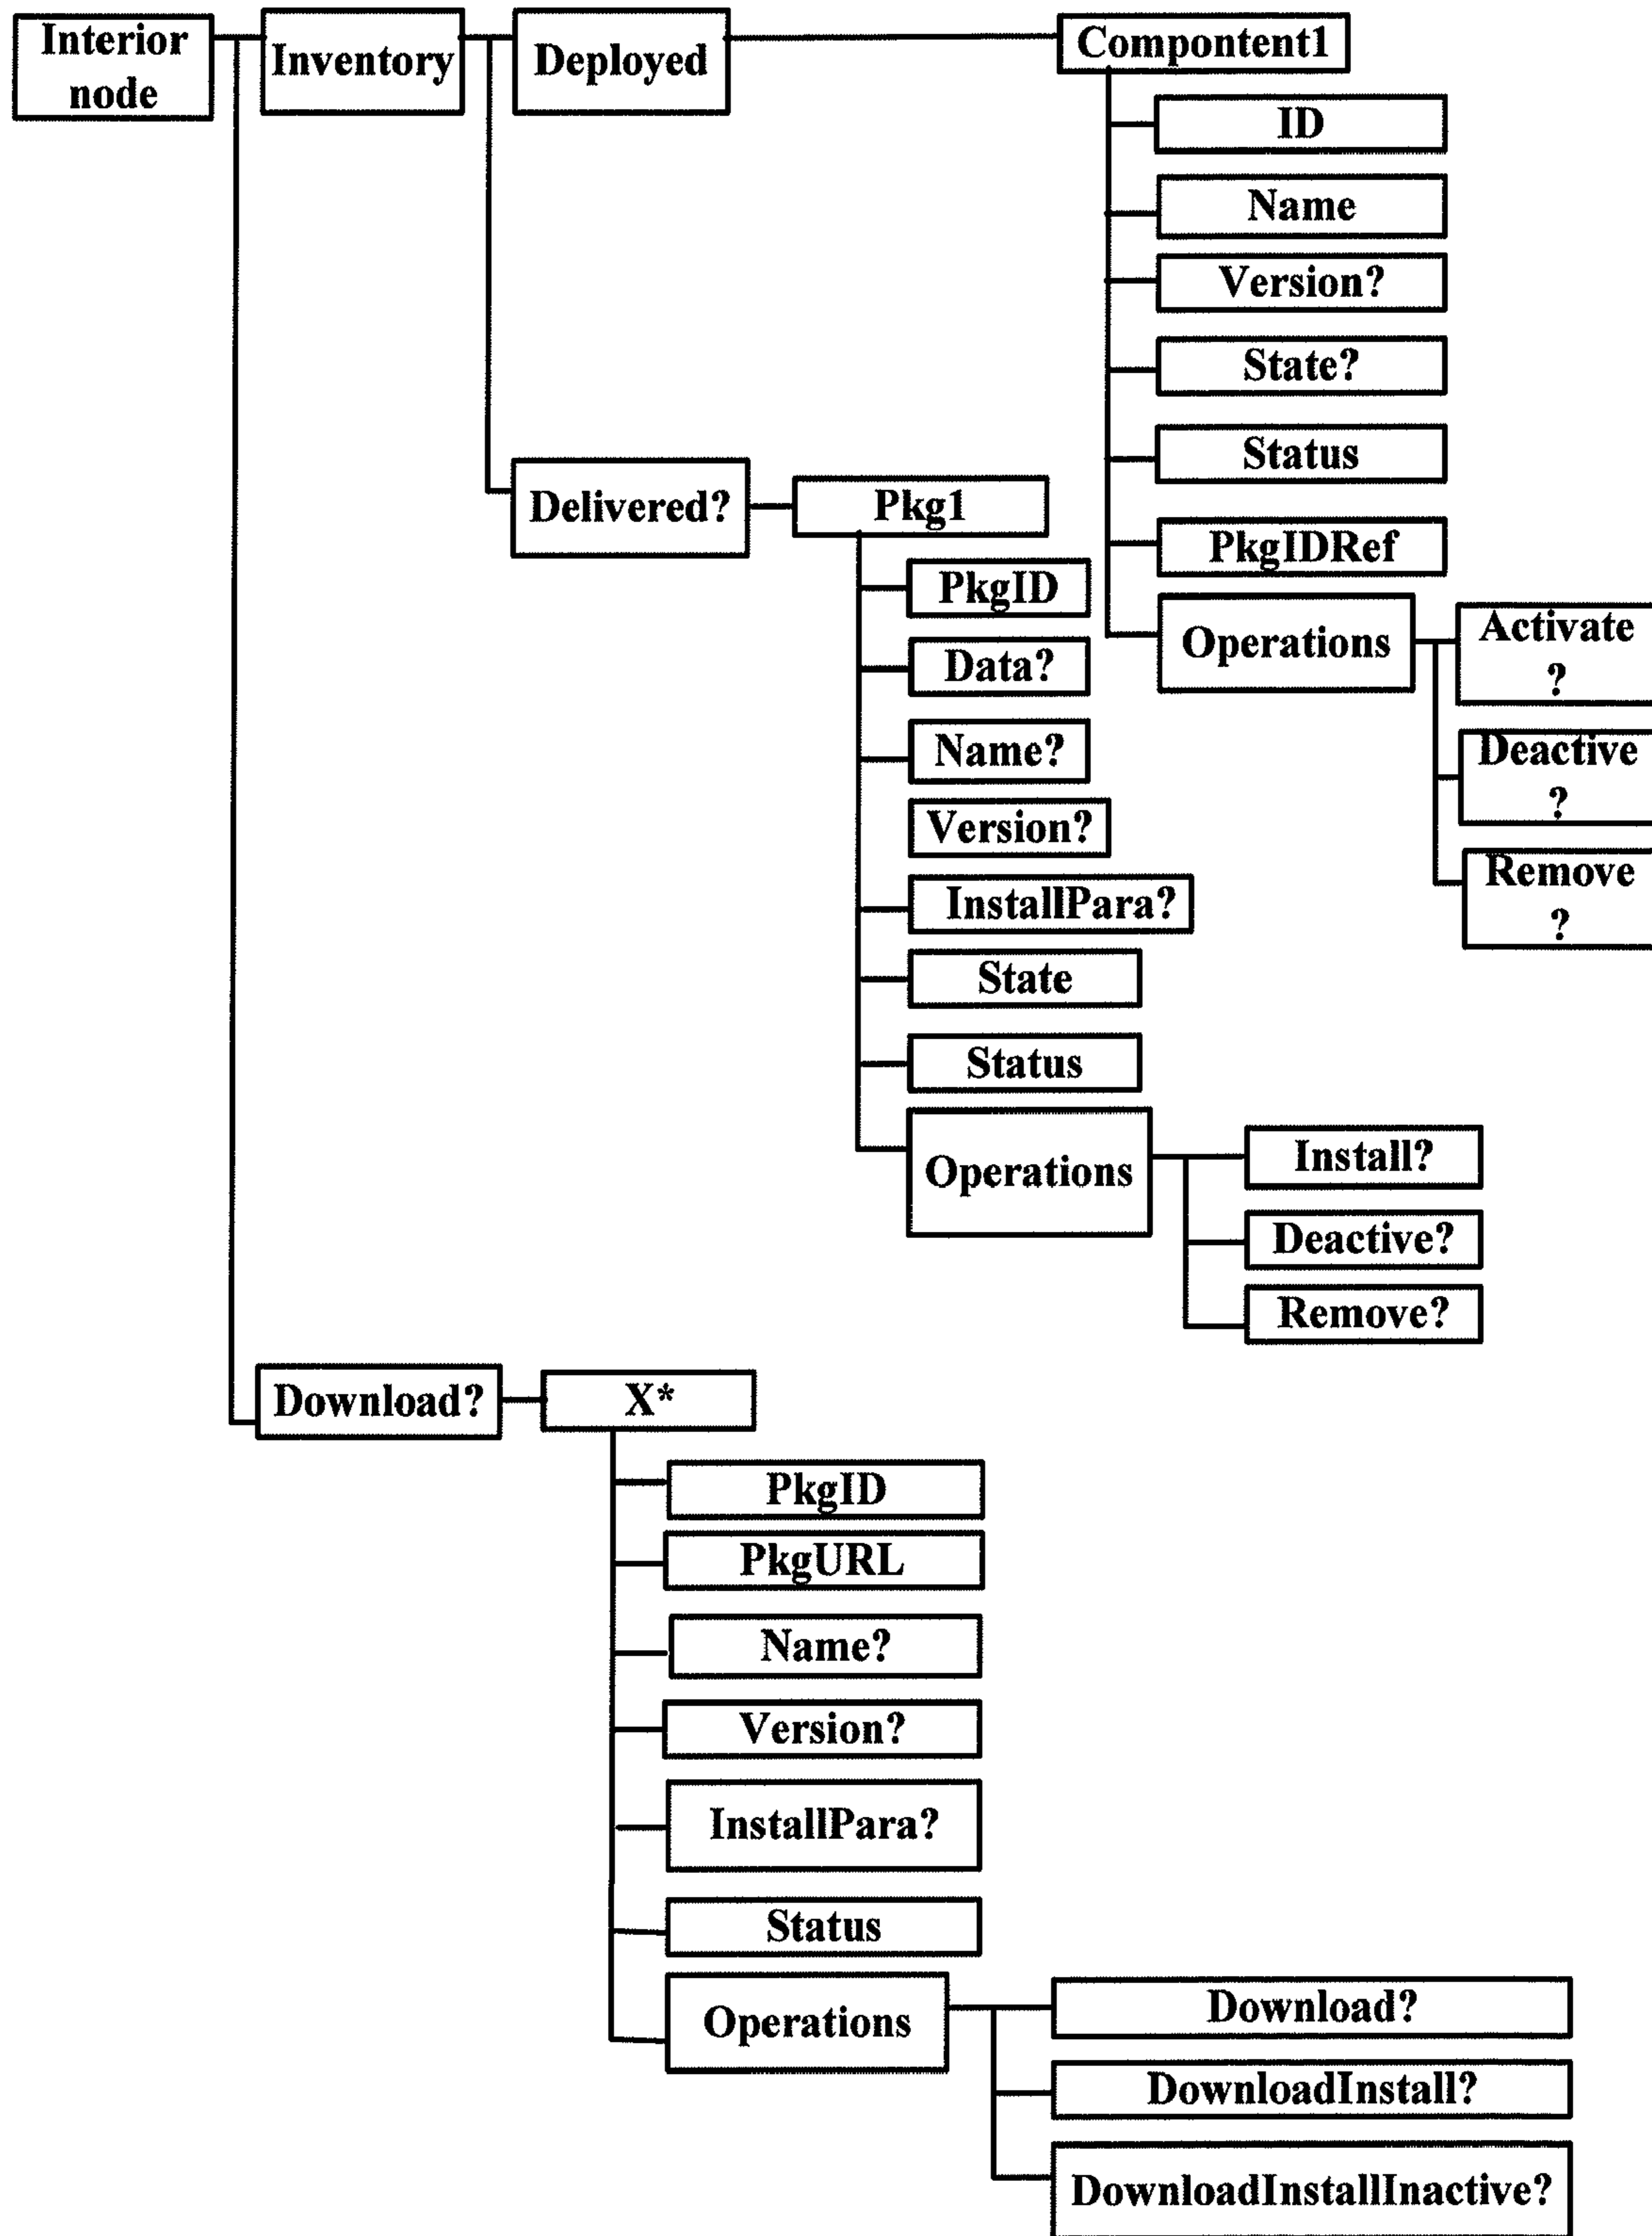 Interior
node
Inventory
Deployed
Compontent1
ID
Name
Version?
State?
Status
PkgIDRef
Operations
Activate
?
Deactive
?
Remove
?
Delivered?
Pkg1
PkgID
Data?
Name?
Version?
InstallPara?
State
Status
Operations
Install?
Deactive?
Remove?
Download?
X*
PkgID
PkgURL
Name?
Version?
InstallPara?
Status
Operations
Download?
DownloadInstall?
DownloadInstallInactive?